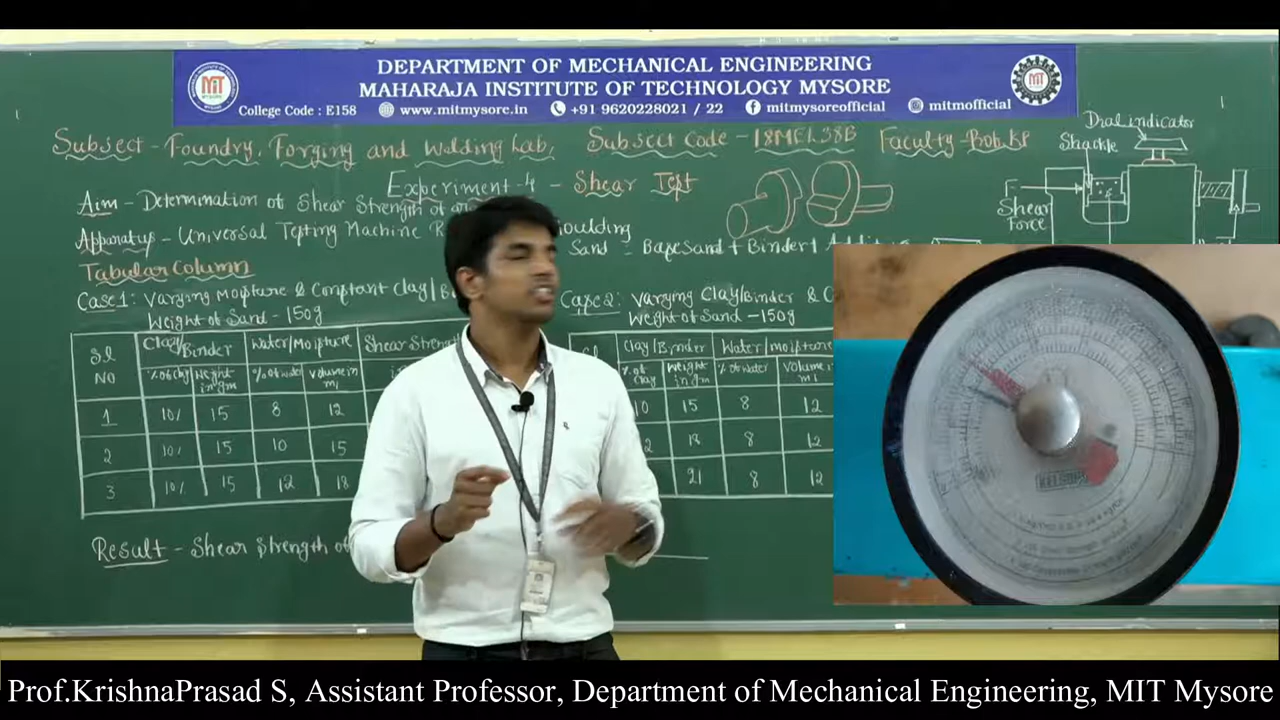 DEPARTMENT OF MECHANICAL ENGINEERING
MAHARAJA INSTITUTE OF TECHNOLOGY MYSORE
College Code : E158 www.mitmysore.in +91 9620228021 / 22 mitmysoreofficial mitmofficial
MIT
MYSORE
MIT
Subject - Foundry, Forging and Welding Lab, Subject Code - 18MEL38B Faculty -
Experiment-4 - Shear Test
Aim - Determination of Shear Strength of
Apparatus - Universal Testing Machine
Moulding
Sand - Base Sand + Binder +
Dial indicator
Shackle
F
Shear
Force
Tabular Column
Case 1: Varying Moisture & Constant Clay/
Weight of Sand - 150g
Sl NO Clay/Binder Water/Moisture Shear Strength
% of clay Weight in gm % of water Volume in ml
1 10% 15 8 12
2 10% 15 10 15
3 10% 15 12 18
Case 2: Varying Clay/Binder &
Weight of Sand - 150g
Clay/Binder Water/moisture
% of Clay Weight in gm % of water Volume in ml
10 15 8 12
18 8 12
21 8 12
Result - Shear Strength of
Prof.KrishnaPrasad S, Assistant Professor, Department of Mechanical Engineering, MIT Mysore